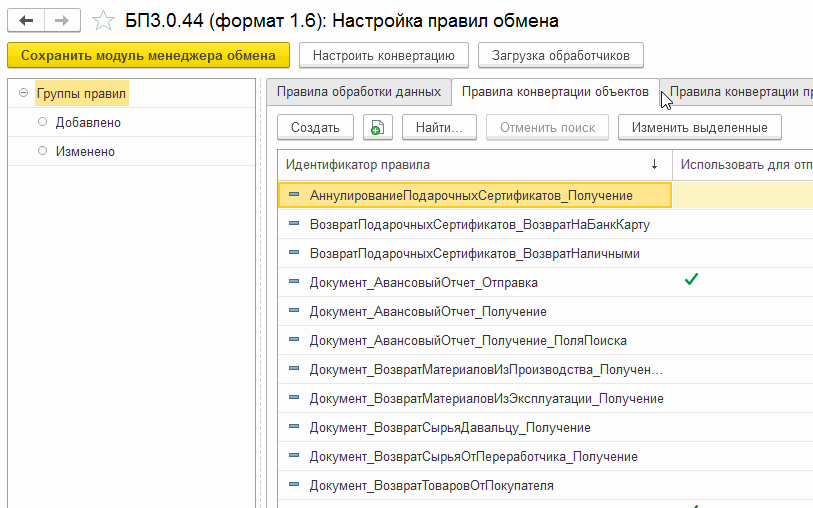 БП3.0.44 (формат 1.6): Настройка правил обмена
Сохранить модуль менеджера обмена
Настроить конвертацию
Загрузка обработчиков
Группы правил
Добавлено
Изменено
Правила обработки данных
Правила конвертации объектов
Правила конвертации пр
Создать
Найти...
Отменить поиск
Изменить выделенные
Идентификатор правила
Использовать для отп
АннулированиеПодарочныхСертификатов_Получение
ВозвратПодарочныхСертификатов_ВозвратНаБанкКарту
ВозвратПодарочныхСертификатов_ВозвратНаличными
Документ_АвансовыйОтчет_Отправка
Документ_АвансовыйОтчет_Получение
Документ_АвансовыйОтчет_Получение_ПоляПоиска
Документ_ВозвратМатериаловИзПроизводства_Получен...
Документ_ВозвратМатериаловИзЭксплуатации_Получение
Документ_ВозвратСырьяДавальцу_Получение
Документ_ВозвратСырьяОтПереработчика_Получение
Документ_ВозвратТоваровОтПокупателя